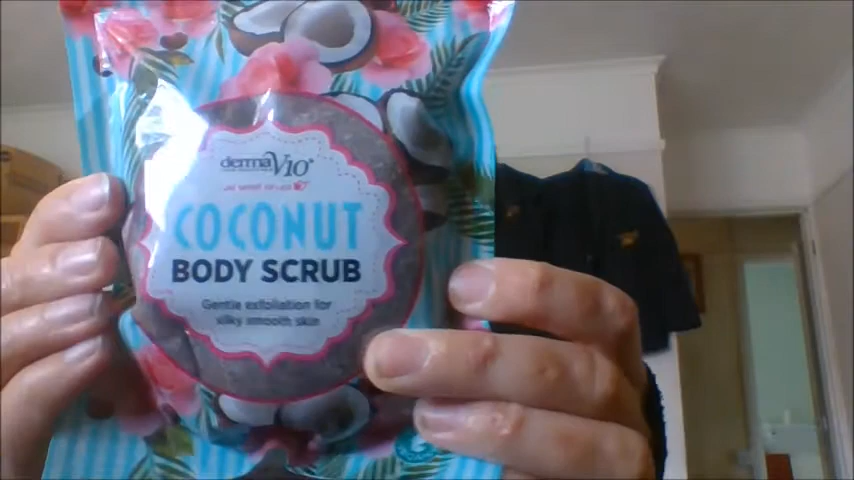 dermaV10®
COCONUT
BODY SCRUB
Gentle exfoliation for
silky smooth skin